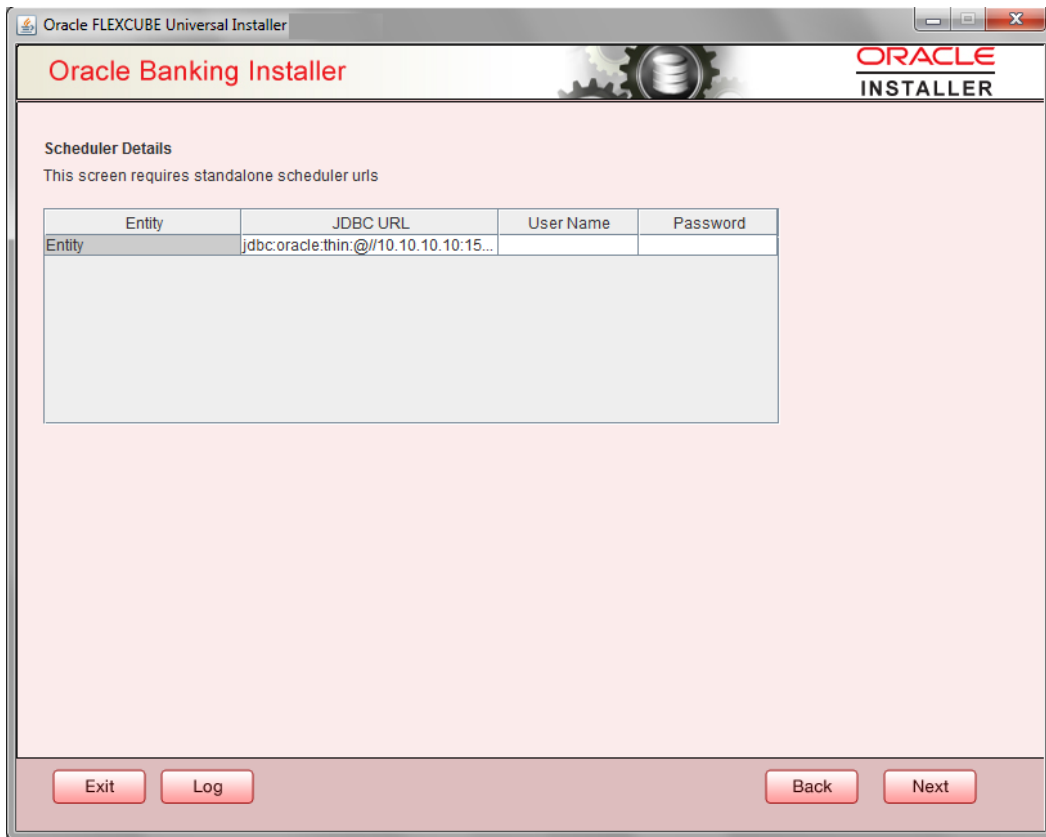 Oracle FLEXCUBE Universal Installer
Oracle Banking Installer
ORACLE
INSTALLER
Scheduler Details
This screen requires standalone scheduler urls
Entity JDBC URL User Name Password
Entity jdbc:oracle:thin:@//10.10.10.10:15...
Exit Log Back Next